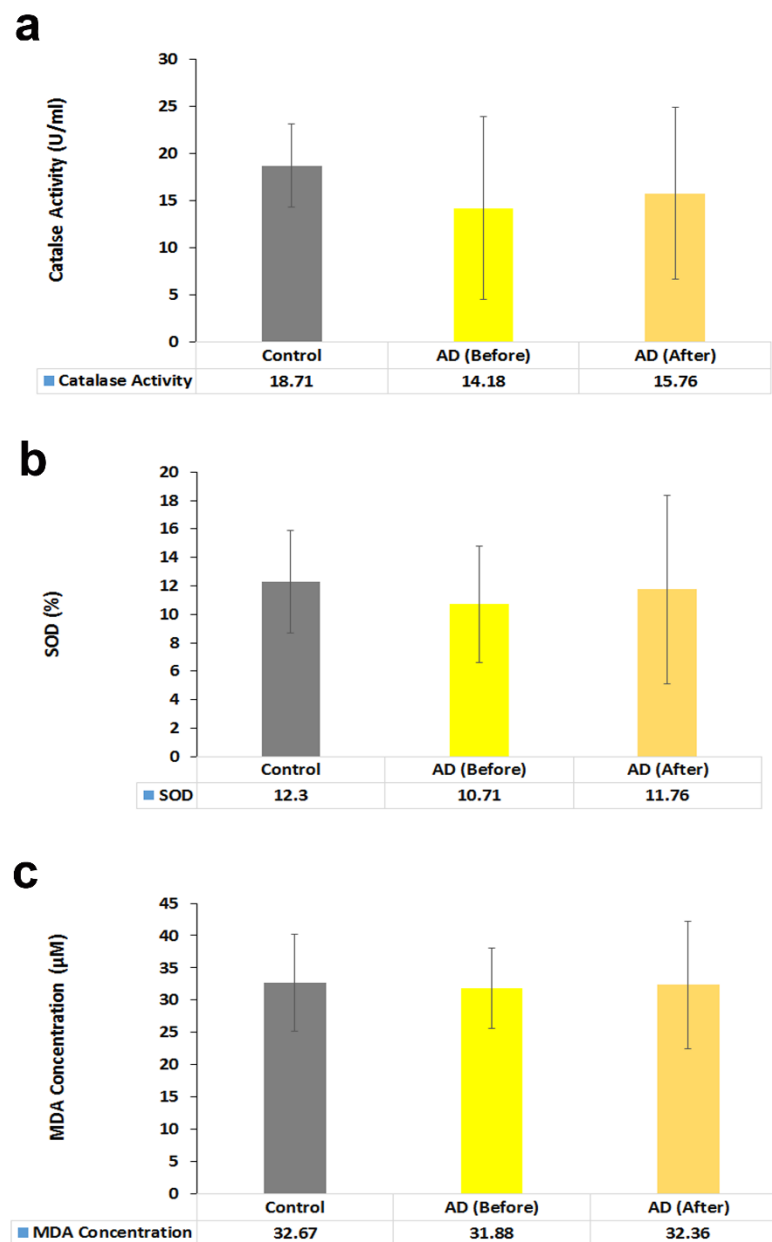 a
30
25
20
15
10
5
0
Catalse Activity (U/ml)
Control AD (Before) AD (After)
Catalase Activity 18.71 14.18 15.76
b
20
18
16
14
12
10
8
6
4
2
0
SOD (%)
Control AD (Before) AD (After)
SOD 12.3 10.71 11.76
c
45
40
35
30
25
20
15
10
5
0
MDA Concentration (µM)
Control AD (Before) AD (After)
MDA Concentration 32.67 31.88 32.36